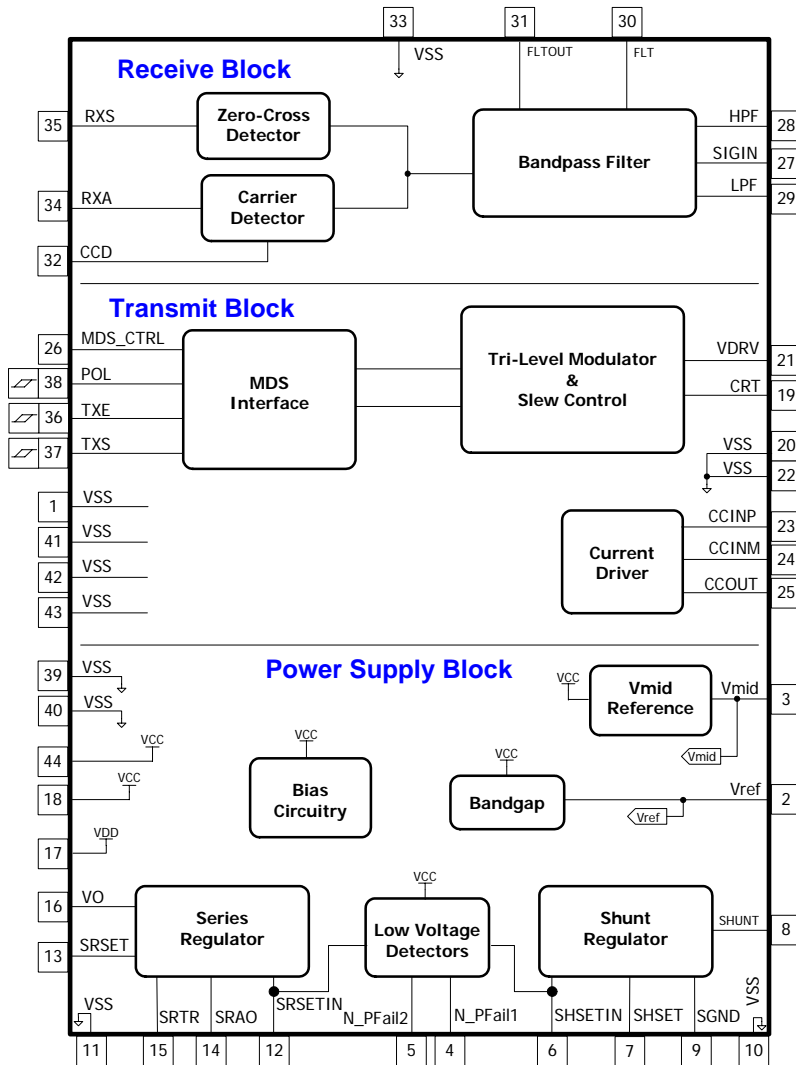 33
31
30
VSS
FLTOUT
FLT
Receive Block
35
RXS
Zero-Cross
Detector
HPF
28
Bandpass Filter
SIGIN
27
LPF
29
34
RXA
Carrier
Detector
32
CCD
Transmit Block
26
MDS_CTRL
38
POL
36
TXE
37
TXS
MDS
Interface
Tri-Level Modulator
&
Slew Control
VDRV
21
CRT
19
VSS
20
VSS
22
1
VSS
41
VSS
42
VSS
43
VSS
Current
Driver
CCINP
23
CCINM
24
CCOUT
25
Power Supply Block
39
VSS
40
VSS
44
VCC
18
VCC
17
VDD
VCC
Bias
Circuitry
VCC
Vmid
Reference
Vmid
3
Vmid
VCC
Bandgap
Vref
2
Vref
16
VO
13
SRSET
Series
Regulator
VCC
Low Voltage
Detectors
Shunt
Regulator
SHUNT
8
VSS
SRTR
SRAO
SRSETIN
N_PFail2
N_PFail1
SHSETIN
SHSET
SGND
VSS
11
15
14
12
5
4
6
7
9
10